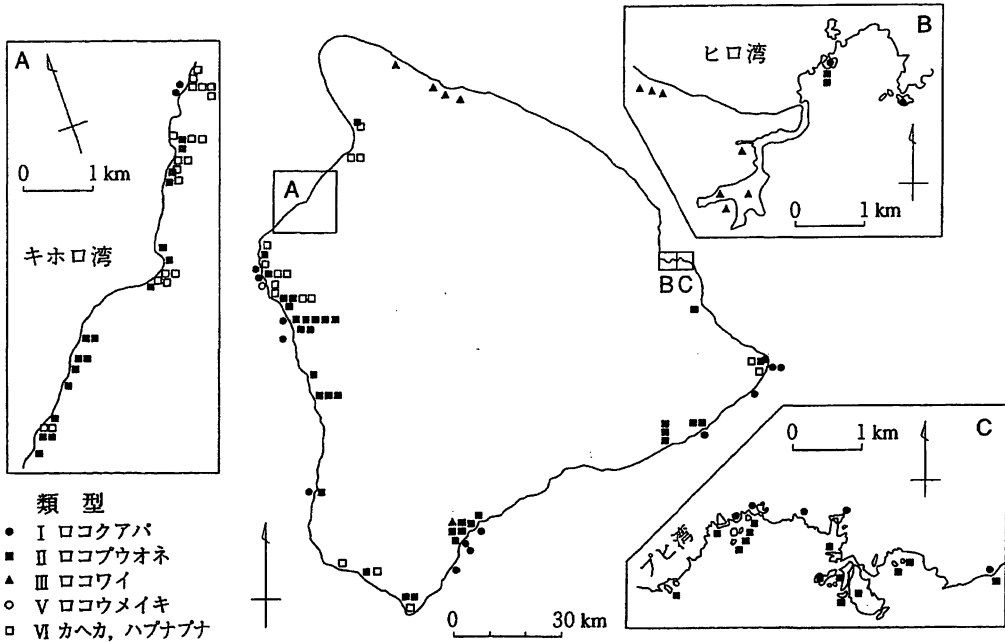 A
0 1 km
キホロ湾
A
B C
0 30 km
B
ヒロ湾
0 1 km
C
0 1 km
プヒ湾
類 型
● I ロコクアパ
■ II ロコプウオネ
▲ III ロコワイ
○ V ロコウメイキ
□ VI カヘカ, ハプナプナ